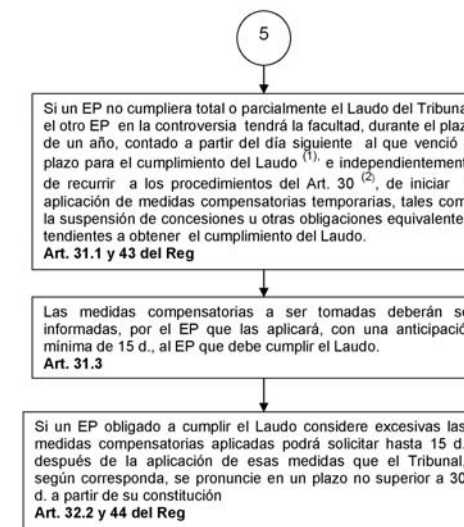 5
Si un EP no cumpliera total o parcialmente el Laudo del Tribuna
el otro EP en la controversia tendrá la facultad, durante el plaz
de un año, contado a partir del día siguiente al que venció
plazo para el cumplimiento del Laudo (1), e independientement
de recurrir a los procedimientos del Art. 30 (2), de iniciar
aplicación de medidas compensatorias temporarias, tales com
la suspensión de concesiones u otras obligaciones equivalente
tendientes a obtener el cumplimiento del Laudo.
Art. 31.1 y 43 del Reg
Las medidas compensatorias a ser tomadas deberán se
informadas, por el EP que las aplicará, con una anticipació
mínima de 15 d., al EP que debe cumplir el Laudo.
Art. 31.3
Si un EP obligado a cumplir el Laudo considere excesivas las
medidas compensatorias aplicadas podrá solicitar hasta 15 d.
después de la aplicación de esas medidas que el Tribunal,
según corresponda, se pronuncie en un plazo no superior a 30
d. a partir de su constitución
Art. 32.2 y 44 del Reg